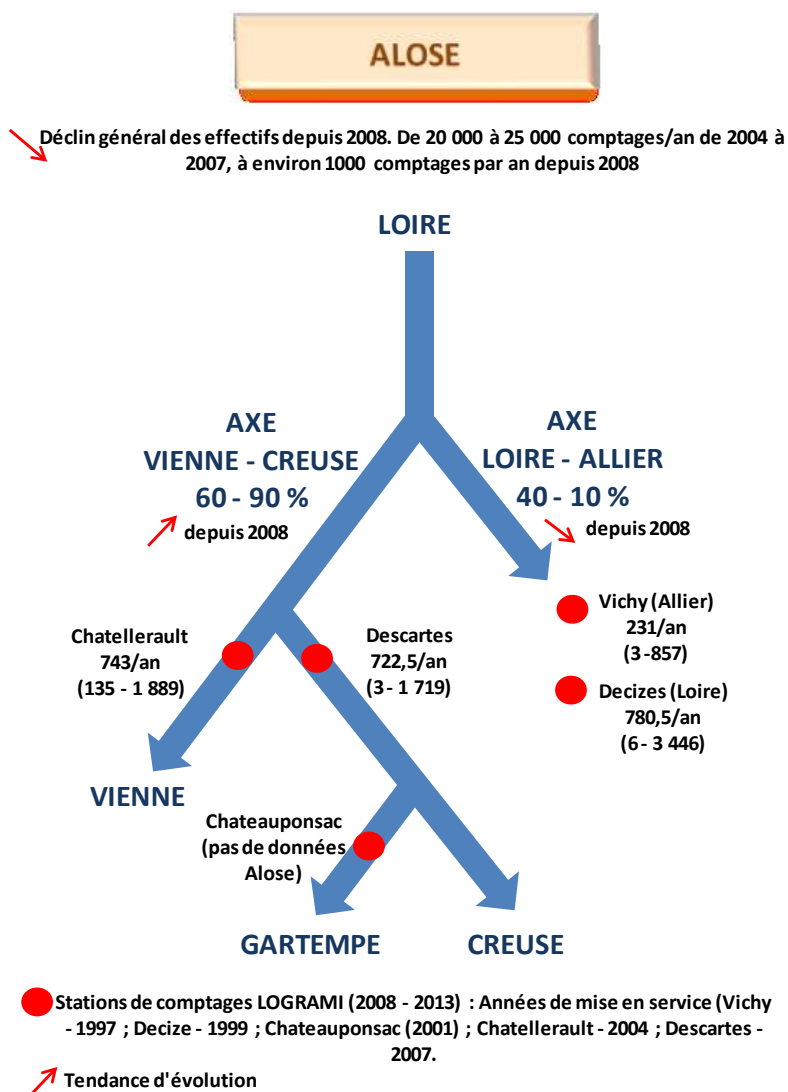 ALOSE
Déclin général des effectifs depuis 2008. De 20 000 à 25 000 comptages/an de 2004 à
2007, à environ 1000 comptages par an depuis 2008
LOIRE
AXE
VIENNE - CREUSE
60 - 90 %
depuis 2008
AXE
LOIRE - ALLIER
40 - 10 %
depuis 2008
Chatellerault
743/an
(135 - 1 889)
Descartes
722,5/an
(3 - 1 719)
Vichy (Allier)
231/an
(3 -857)
Decizes (Loire)
780,5/an
(6 - 3 446)
VIENNE
Chateauponsac
(pas de données
Alose)
GARTEMPE
CREUSE
Stations de comptages LOGRAMI (2008 - 2013) : Années de mise en service (Vichy
- 1997 ; Decize - 1999 ; Chateauponsac (2001) ; Chatellerault - 2004 ; Descartes -
2007.
Tendance d'évolution